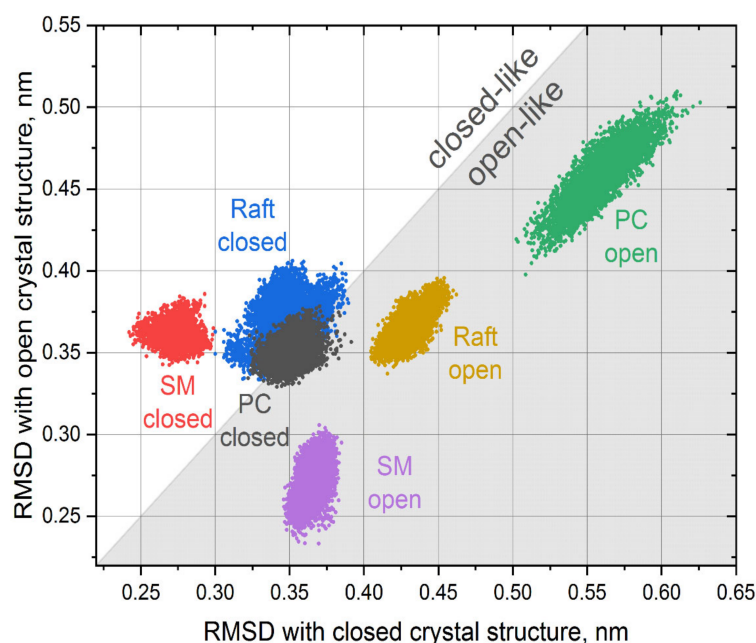 0.55
0.50
0.45
0.40
0.35
0.30
0.25
RMSD with open crystal structure, nm
closed-like
open-like
Raft
closed
PC
open
SM
closed
PC
closed
Raft
open
SM
open
0.25 0.30 0.35 0.40 0.45 0.50 0.55 0.60 0.65
RMSD with closed crystal structure, nm